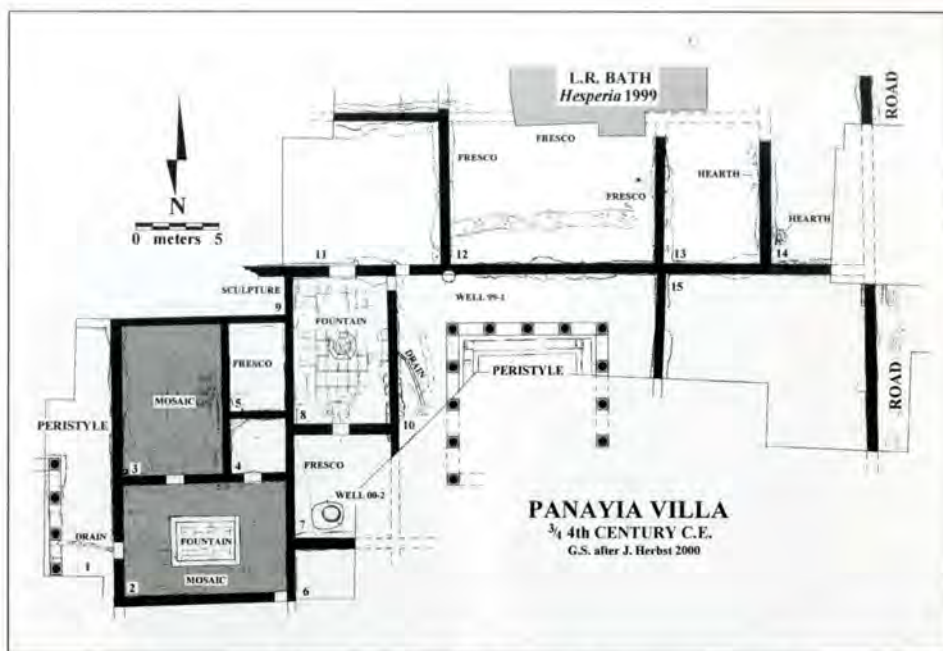 L.R. BATH
Hesperia 1999
ROAD
FRESCO
FRESCO
FRESCO
HEARTH
HEARTH
N
0 meters 5
11
12
13
14
SCULPTURE
9
WELL 99-1
15
FOUNTAIN
FRESCO
DRAIN
PERISTYLE
ROAD
MOSAIC
5
PERISTYLE
8
10
3
4
FRESCO
WELL 00-2
PANAYIA VILLA
¾ 4th CENTURY C.E.
G.S. after J. Herbst 2000
7
DRAIN
FOUNTAIN
1
MOSAIC
2
6